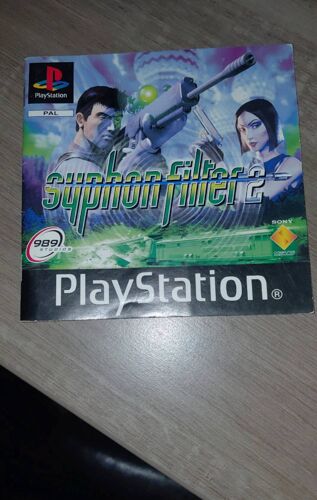 PlayStation
PAL
syphon filter 2
989
STUDIOS
SONY
PlayStation®